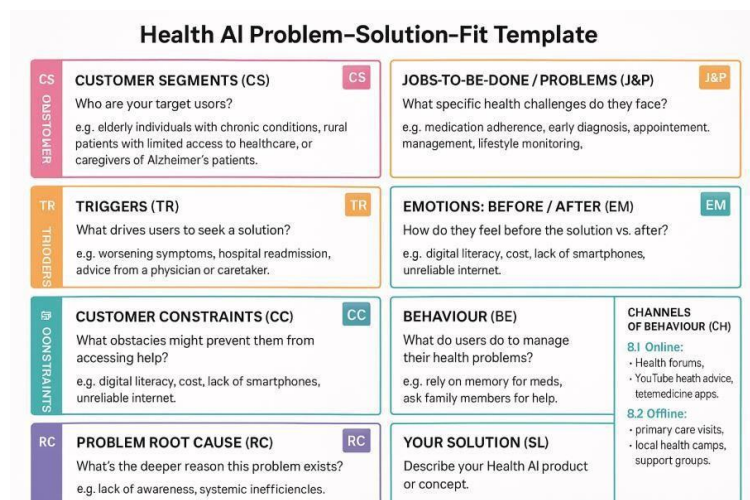 Health AI Problem–Solution–Fit Template
CS
ONSTOWER
CUSTOMER SEGMENTS (CS)
CS
Who are your target usors?
e.g. elderly individuals with chronic conditions, rural
patients with limited access to healthcare, or
caregivers of Alzheimer's patients.
JOBS-TO-BE-DONE / PROBLEMS (J&P)
J&P
What specific health challenges do they face?
e.g. medication adherence, early diagnosis, appointement.
management, lifestyle monitoring,
TR
TRIOGERS
TRIGGERS (TR)
TR
What drives users to seek a solution?
e.g. worsening symptoms, hospital readmission,
advice from a physician or caretaker.
EMOTIONS: BEFORE / AFTER (EM)
EM
How do they feel before the solution vs. after?
e.g. digital literacy, cost, lack of smartphones,
unreliable internet.
OONSTRAINTS
CUSTOMER CONSTRAINTS (CC)
CC
What obstacies might prevent them from
accessing help?
e.g. digital literacy, cost, lack of smartphones,
unreliable internet.
BEHAVIOUR (BE)
What do users do to manage
their health problems?
e.g. rely on memory for meds,
ask family members for help.
CHANNELS
OF BEHAVIOUR (CH)
8.I Online:
• Health forums,
• YouTube heath advice,
tetemedicine apps.
8.2 Offline:
• primary care visits,
• local health camps,
support groups.
RC
PROBLEM ROOT CAUSE (RC)
RC
What's the deeper reason this problem exists?
e.g. lack of awareness, systemic inefficiencies.
YOUR SOLUTION (SL)
Describe your Health AI product
or concept.